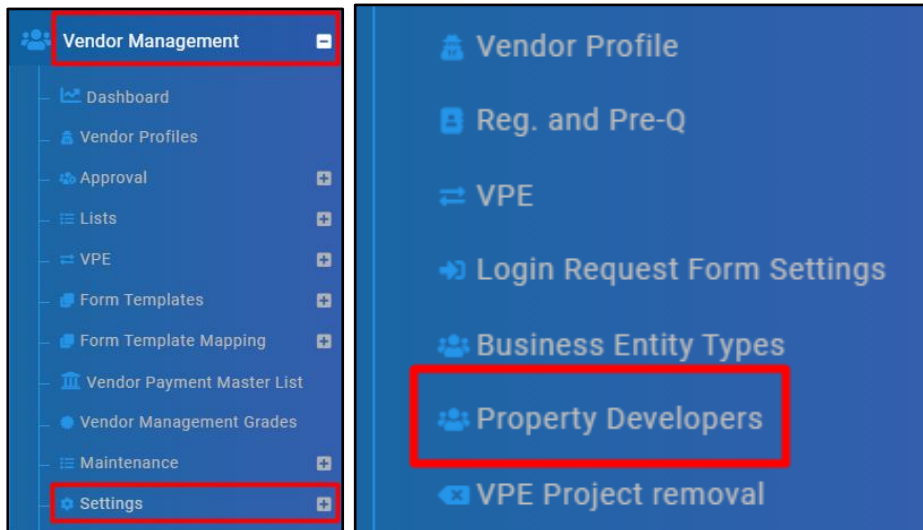 Vendor Management
Dashboard
Vendor Profiles
Approval
Lists
VPE
Form Templates
Form Template Mapping
Vendor Payment Master List
Vendor Management Grades
Maintenance
Settings
Vendor Profile
Reg. and Pre-Q
VPE
Login Request Form Settings
Business Entity Types
Property Developers
VPE Project removal